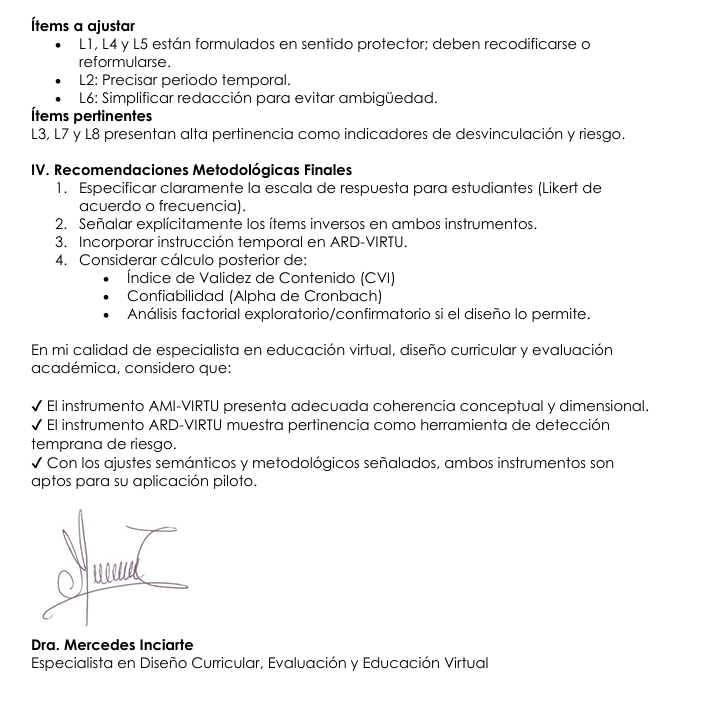 Ítems a ajustar
• L1, L4 y L5 están formulados en sentido protector; deben recodificarse o
reformularse.
• L2: Precisar periodo temporal.
• L6: Simplificar redacción para evitar ambigüedad.
Ítems pertinentes
L3, L7 y L8 presentan alta pertinencia como indicadores de desvinculación y riesgo.
IV. Recomendaciones Metodológicas Finales
1. Especificar claramente la escala de respuesta para estudiantes (Likert de
acuerdo o frecuencia).
2. Señalar explícitamente los ítems inversos en ambos instrumentos.
3. Incorporar instrucción temporal en ARD-VIRTU.
4. Considerar cálculo posterior de:
• Índice de Validez de Contenido (CVI)
• Confiabilidad (Alpha de Cronbach)
• Análisis factorial exploratorio/confirmatorio si el diseño lo permite.
En mi calidad de especialista en educación virtual, diseño curricular y evaluación
académica, considero que:
✓ El instrumento AMI-VIRTU presenta adecuada coherencia conceptual y dimensional.
✓ El instrumento ARD-VIRTU muestra pertinencia como herramienta de detección
temprana de riesgo.
✓ Con los ajustes semánticos y metodológicos señalados, ambos instrumentos son
aptos para su aplicación piloto.
Dra. Mercedes Inciarte
Especialista en Diseño Curricular, Evaluación y Educación Virtual